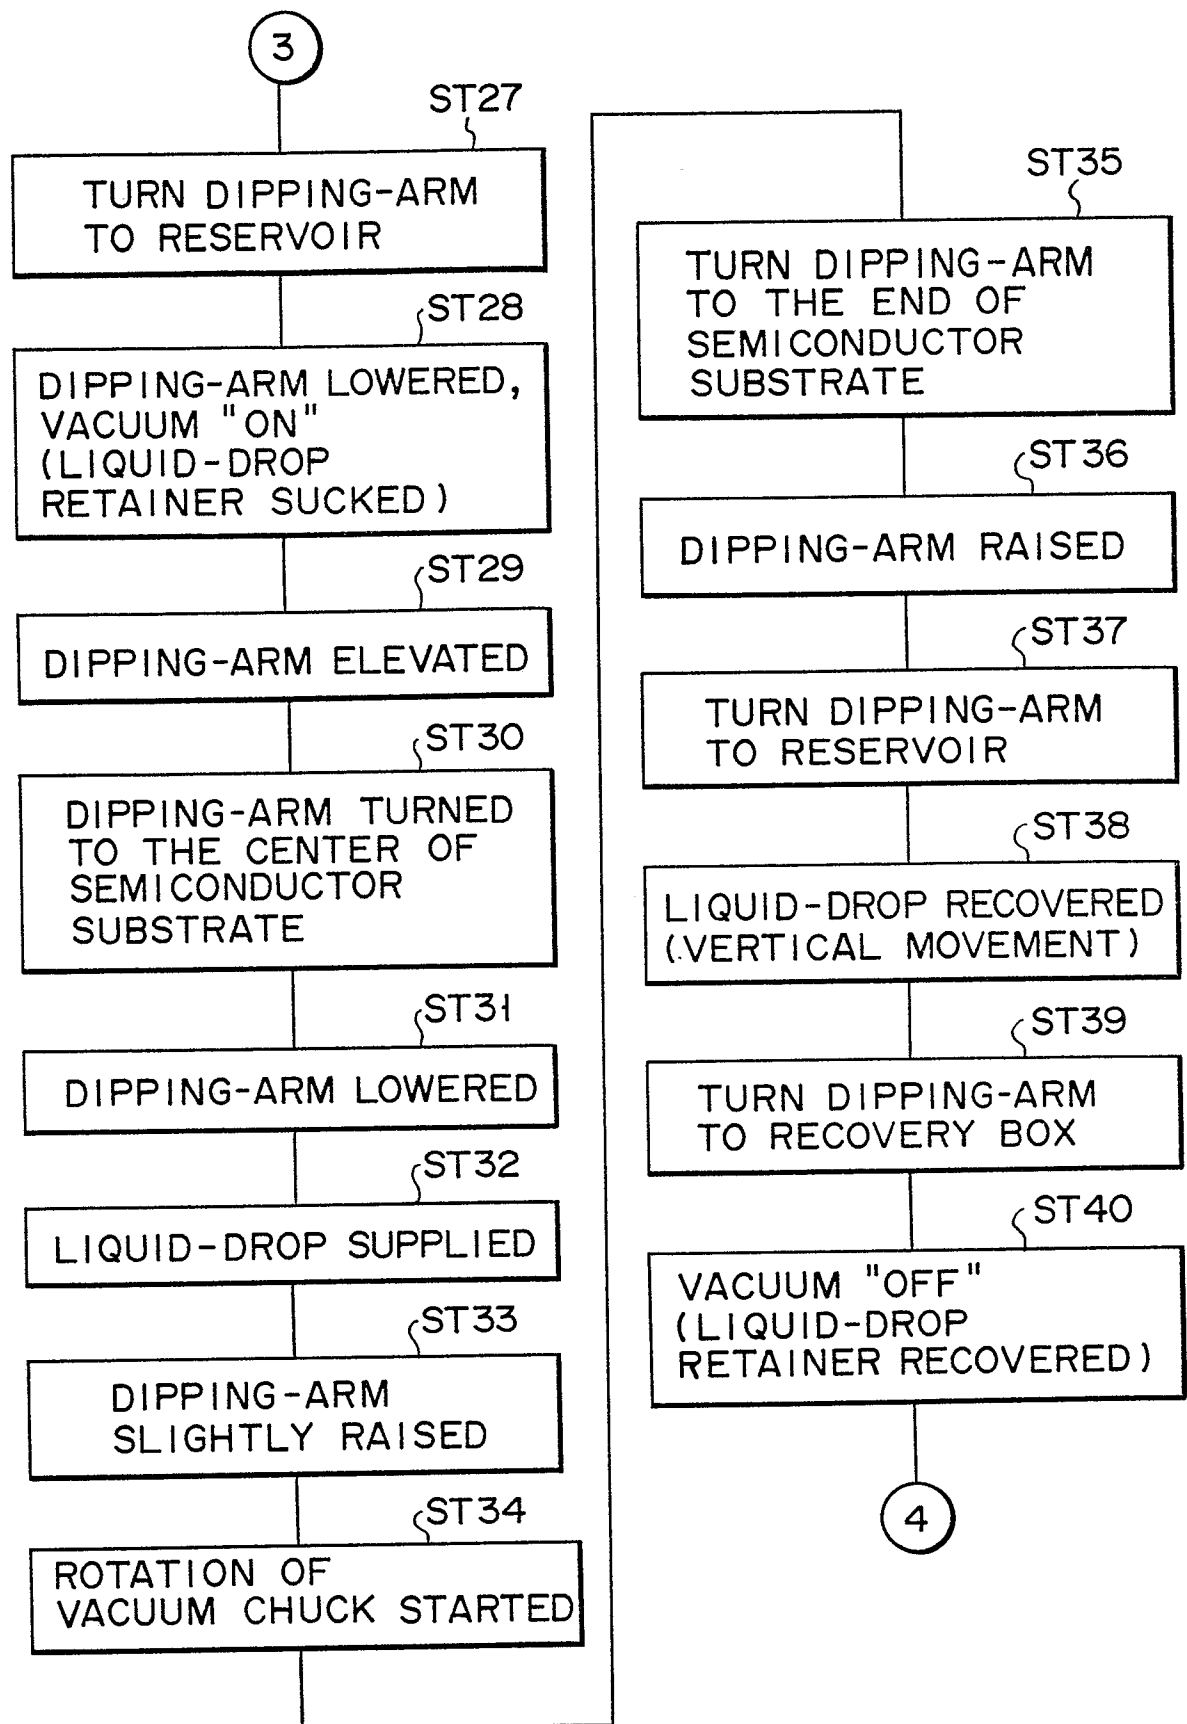 3
ST27
TURN DIPPING-ARM
TO RESERVOIR
ST28
DIPPING-ARM LOWERED,
VACUUM "ON"
(LIQUID-DROP
RETAINER SUCKED)
ST29
DIPPING-ARM ELEVATED
ST30
DIPPING-ARM TURNED
TO THE CENTER OF
SEMICONDUCTOR
SUBSTRATE
ST31
DIPPING-ARM LOWERED
ST32
LIQUID-DROP SUPPLIED
ST33
DIPPING-ARM
SLIGHTLY RAISED
ST34
ROTATION OF
VACUUM CHUCK STARTED
ST35
TURN DIPPING-ARM
TO THE END OF
SEMICONDUCTOR
SUBSTRATE
ST36
DIPPING-ARM RAISED
ST37
TURN DIPPING-ARM
TO RESERVOIR
ST38
LIQUID-DROP RECOVERED
(VERTICAL MOVEMENT)
ST39
TURN DIPPING-ARM
TO RECOVERY BOX
ST40
VACUUM "OFF"
(LIQUID-DROP
RETAINER RECOVERED)
4